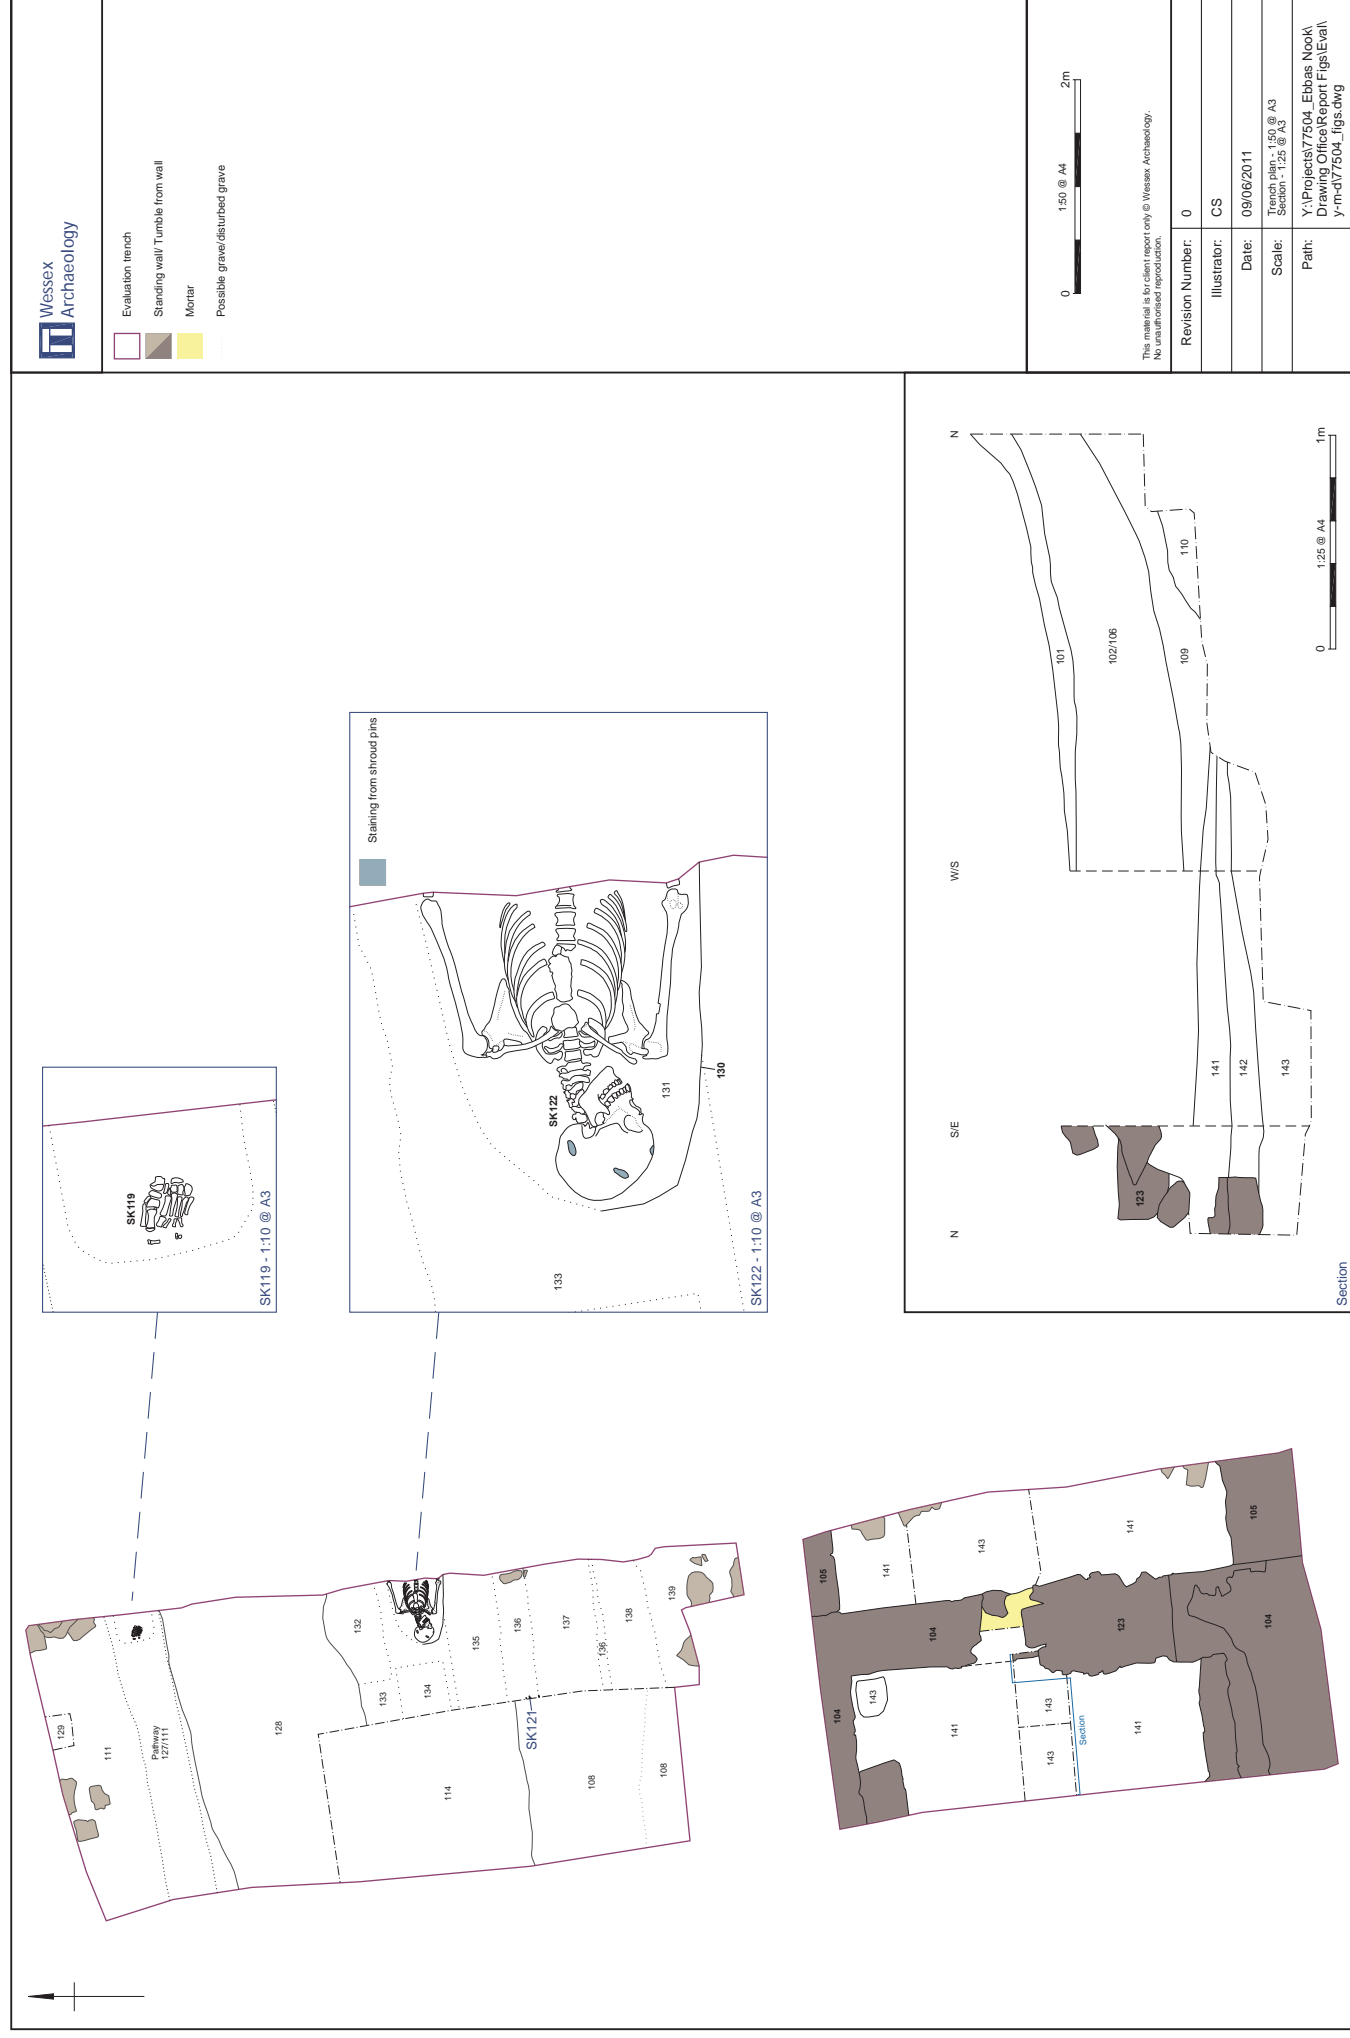 Wessex
Archaeology
Evaluation trench
Standing wall/ Tumble from wall
Mortar
Possible grave/disturbed grave
0
1:50 @ A4
2m
This material is for client report only © Wessex Archaeology.
No unauthorised reproduction.
Revision Number: 0
Illustrator: CS
Date: 09/06/2011
Scale: Trench plan - 1:50 @ A3
Section - 1:25 @ A3
Path: Y:\Projects\77504_Ebbas Nook\
Drawing Office\Report Figs\Eval\
y-m-d\77504_figs.dwg
SK119
SK119 - 1:10 @ A3
Staining from shroud pins
SK122
131
130
133
SK122 - 1:10 @ A3
129
111
Pathway
127/111
128
132
133
134
135
136
137
136
138
139
SK121
114
108
108
105
141
143
141
105
104
123
104
104
143
141
143
143
141
Section
N
S/E
W/S
N
101
102/106
109
110
123
141
142
143
0
1:25 @ A4
1m
Section